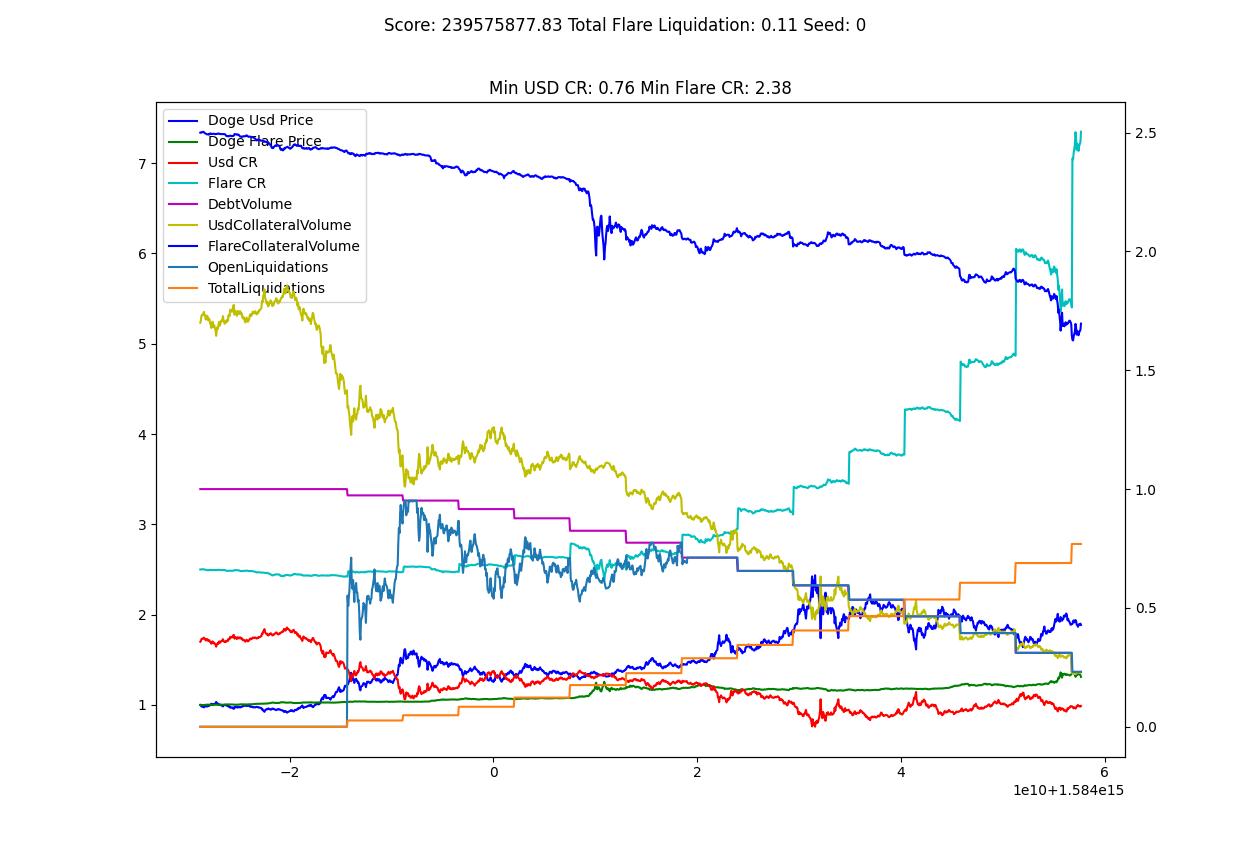 Score: 239575877.83 Total Flare Liquidation: 0.11 Seed: 0
Min USD CR: 0.76 Min Flare CR: 2.38
Doge Usd Price
Doge Flare Price
Usd CR
Flare CR
DebtVolume
UsdCollateralVolume
FlareCollateralVolume
OpenLiquidations
TotalLiquidations
7
6
5
4
3
2
1
2.5
2.0
1.5
1.0
0.5
0.0
−2
0
2
4
6
1e10+1.584e15